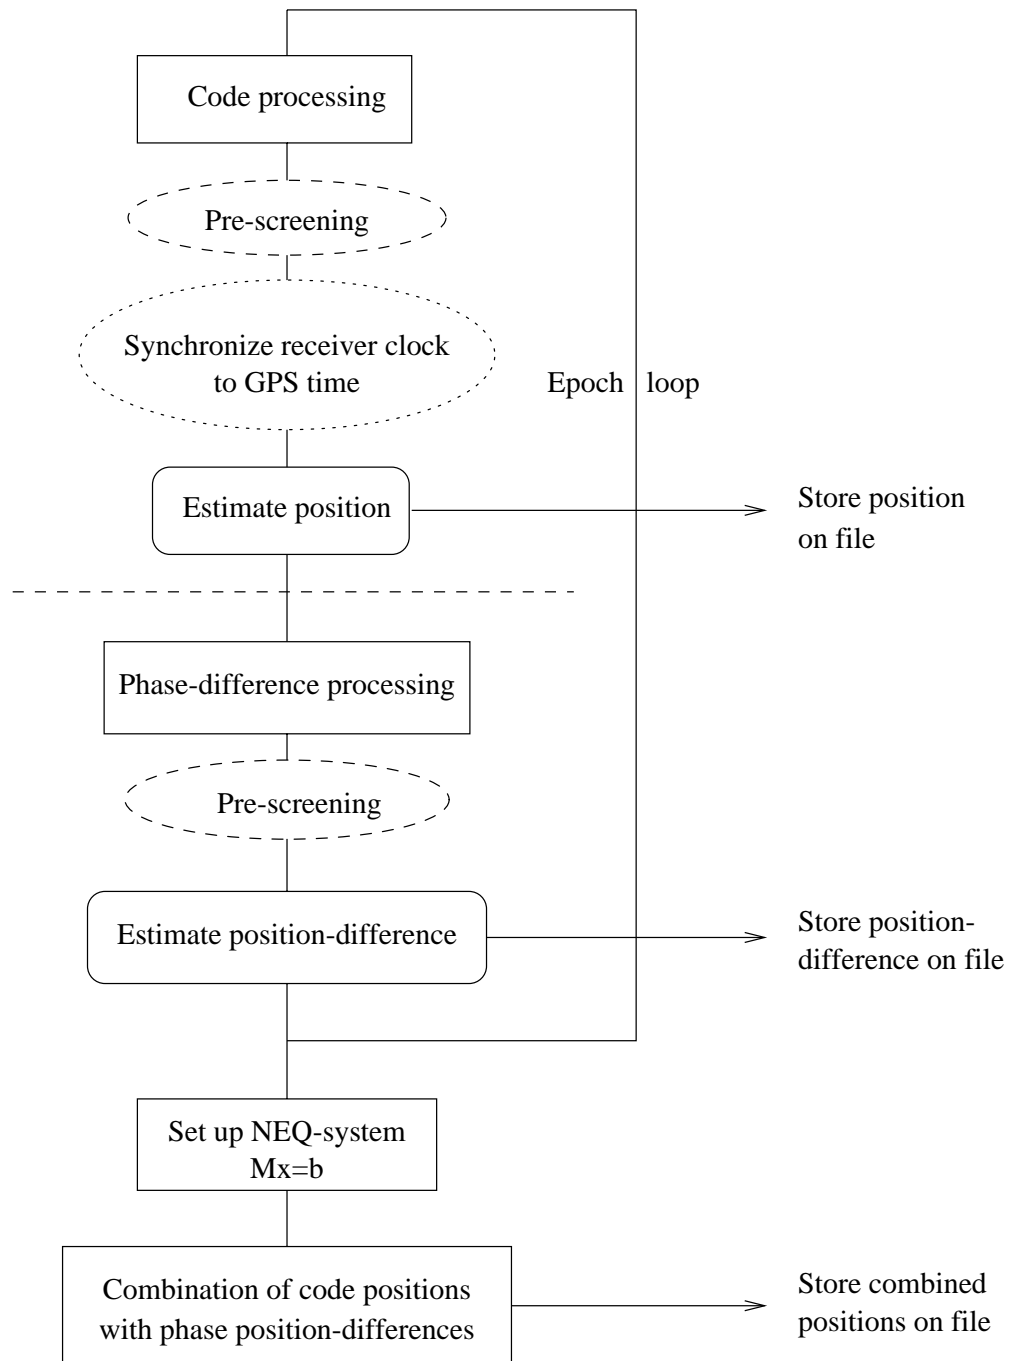 Code processing
Pre-screening
Synchronize receiver clock
to GPS time
Epoch loop
Estimate position
Store position
on file
Phase-difference processing
Pre-screening
Estimate position-difference
Store position-
difference on file
Set up NEQ-system
Mx=b
Combination of code positions
with phase position-differences
Store combined
positions on file